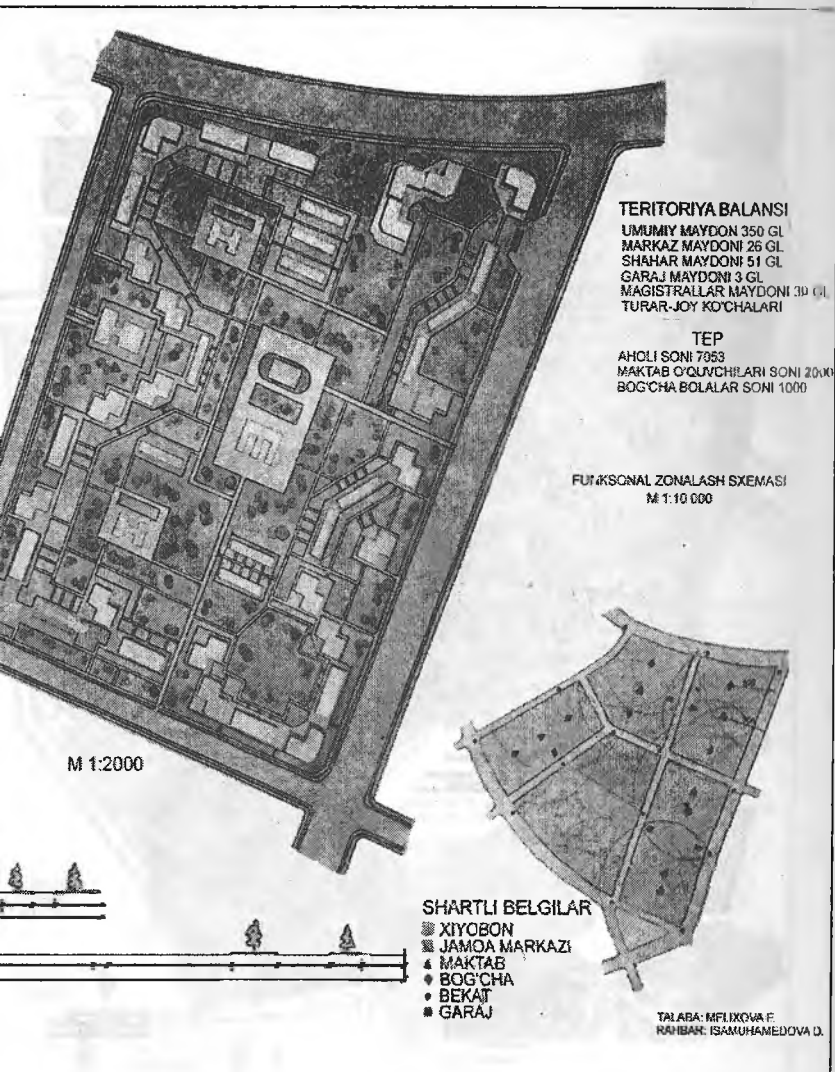 TERITORIYA BALANSI
UMUMIY MAYDON 350 GL
MARKAZ MAYDONI 26 GL
SHAHAR MAYDONI 51 GL
GARAJ MAYDONI 3 GL
MAGISTRALLAR MAYDONI
TURAR-JOY KO'CHALARI
TEP
AHOLI SONI 7053
MAKTAB O'QUVCHILARI SONI 2000
BOG'CHA BOLALAR SONI 1000
FUNKSONAL ZONALASH SXEMASI
M 1:10 000
M 1:2000
SHARTLI BELGILAR
XIYOBON
JAMOA MARKAZI
MAKTAB
BOG'CHA
BEKAT
GARAJ
TALABA: MELIXOVA F.
RAHBAR: ISAMUHAMEDOVA D.